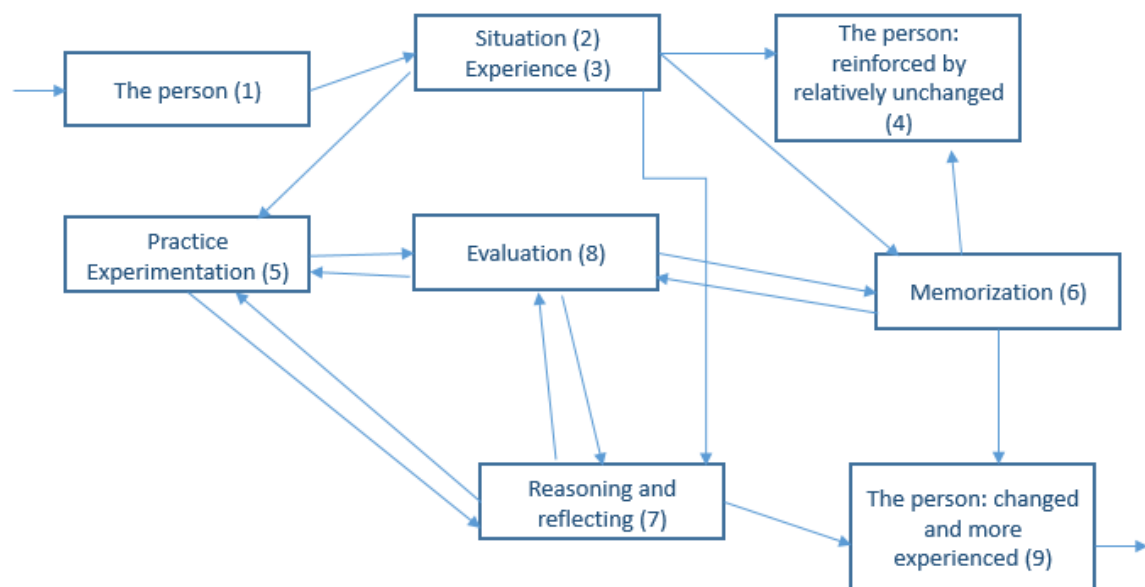 The person (1)
Situation (2)
Experience (3)
The person:
reinforced by
relatively unchanged
(4)
Practice
Experimentation (5)
Evaluation (8)
Memorization (6)
Reasoning and
reflecting (7)
The person: changed
and more
experienced (9)